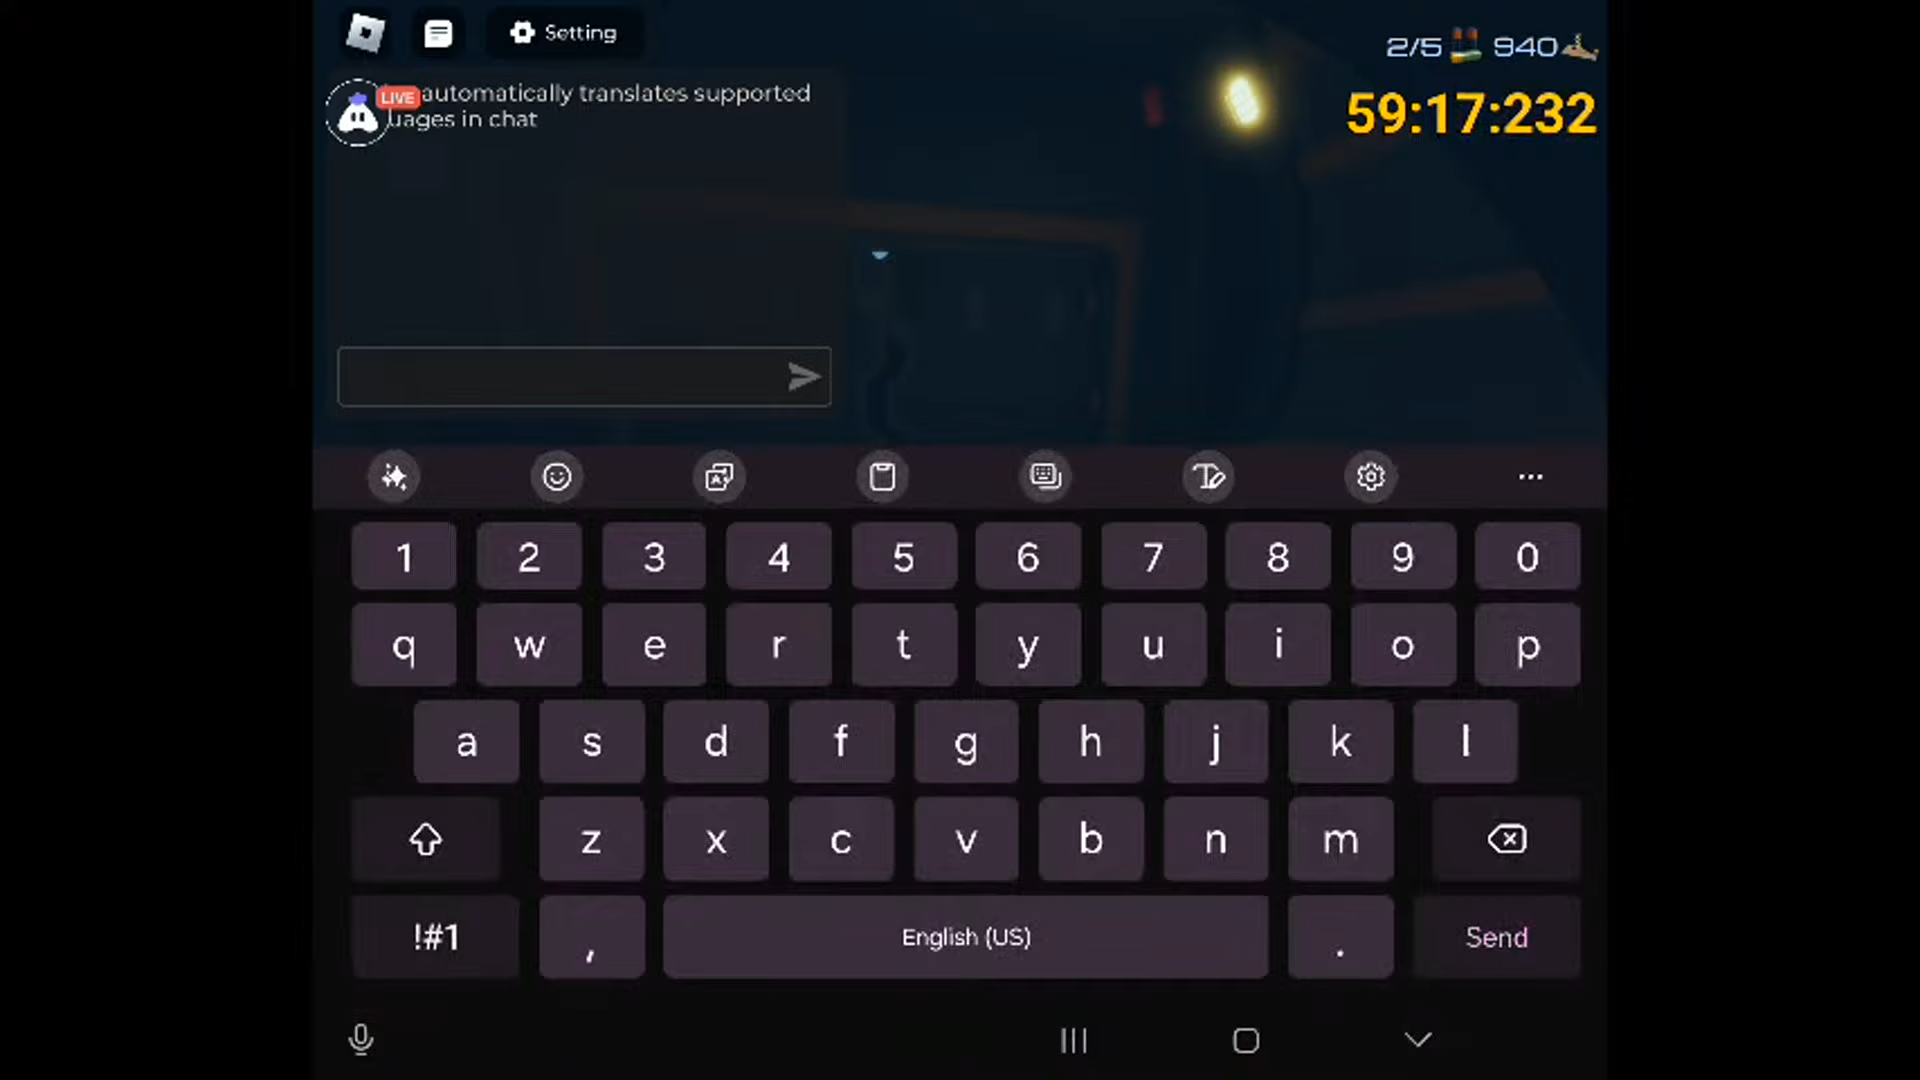 Setting
2/5 940
LIVE automatically translates supported
uages in chat
59:17:232
1 2 3 4 5 6 7 8 9 0
q w e r t y u i o p
a s d f g h j k l
z x c v b n m
!#1 , English (US) . Send